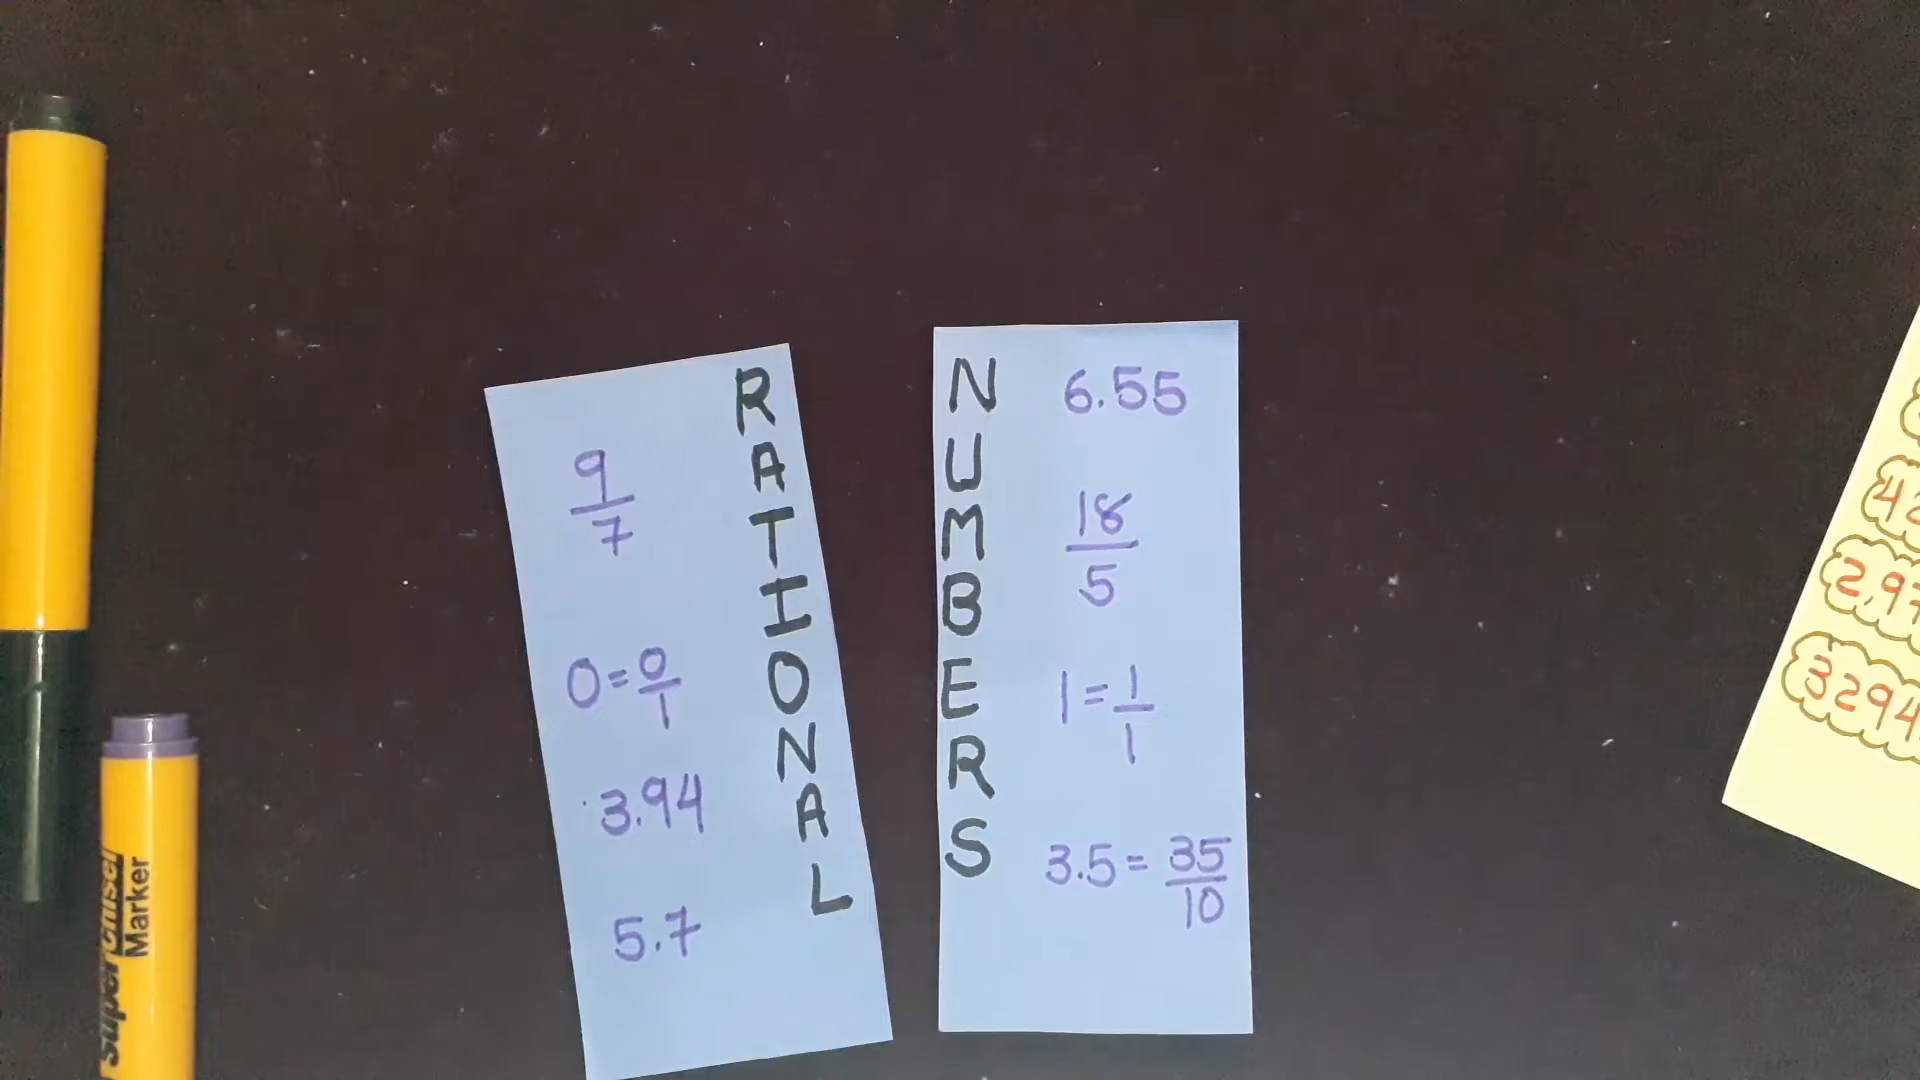 RATIONAL
9/7
0=0/1
3.94
5.7
NUMBERS
6.55
18/5
1=1/1
3.5=35/10
Super Chisel
Marker
3294